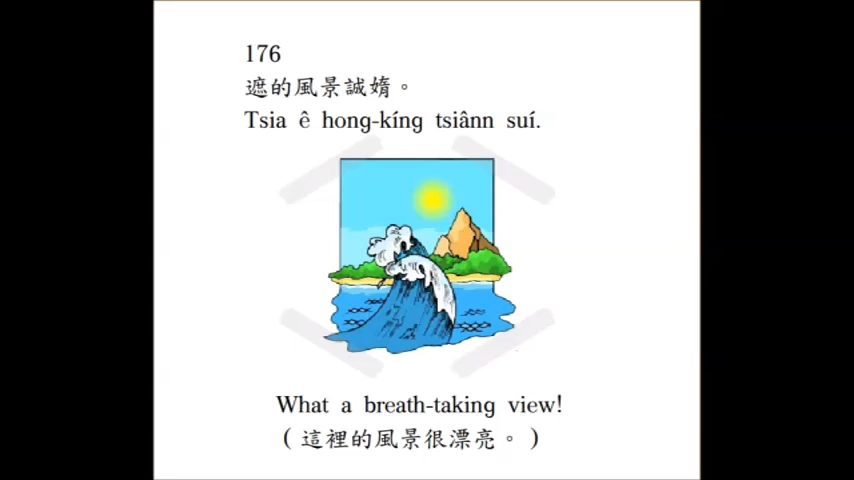 176
遮的風景誠媠。
Tsia ê hong-kíng tsiânn suí.
What a breath-taking view!
(這裡的風景很漂亮。)